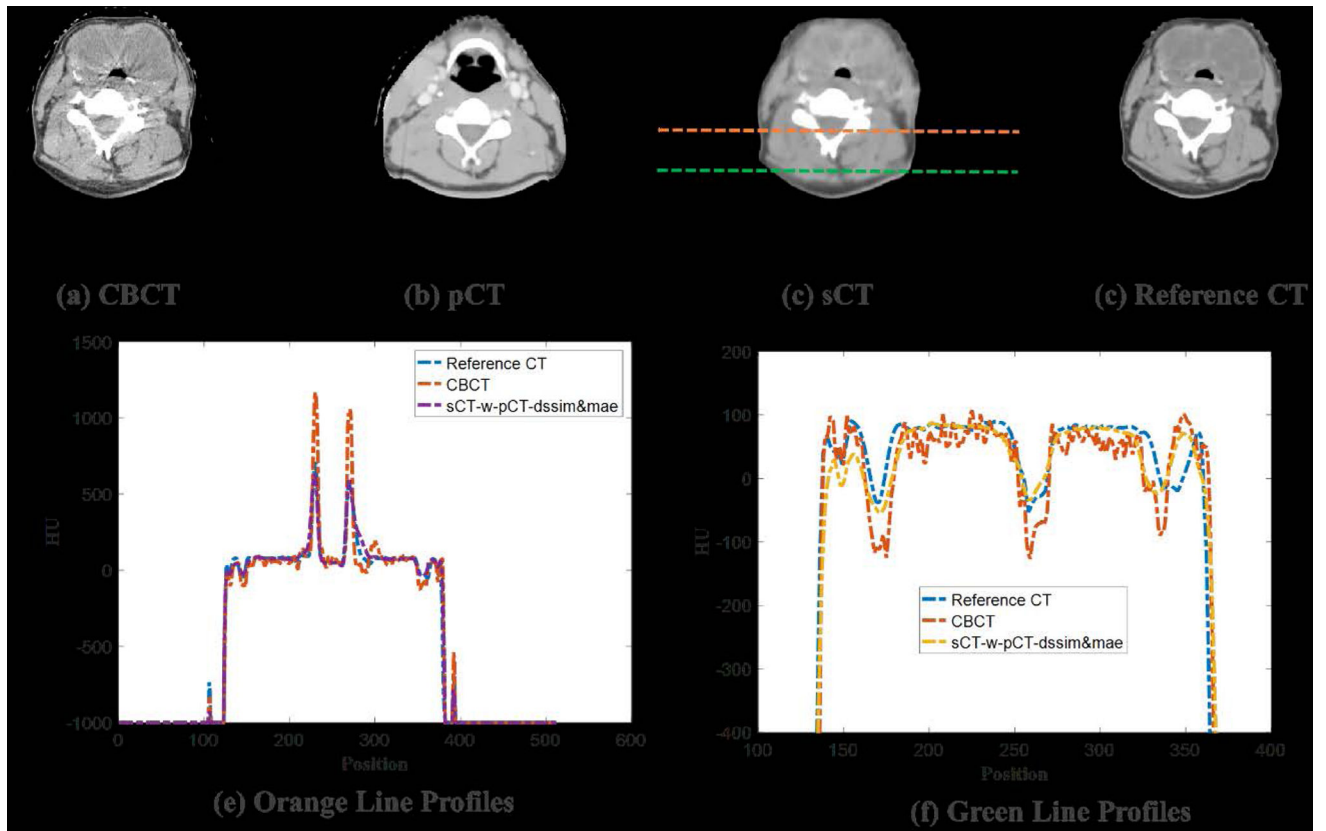 (a) CBCT
(b) pCT
(c) sCT
(c) Reference CT
1500
1000
500
0
-500
-1000
HU
0
100
200
300
400
500
600
Position
Reference CT
CBCT
sCT-w-pCT-dssim&mae
(e) Orange Line Profiles
200
100
0
-100
-200
-300
-400
HU
100
150
200
250
300
350
400
Position
Reference CT
CBCT
sCT-w-pCT-dssim&mae
(f) Green Line Profiles